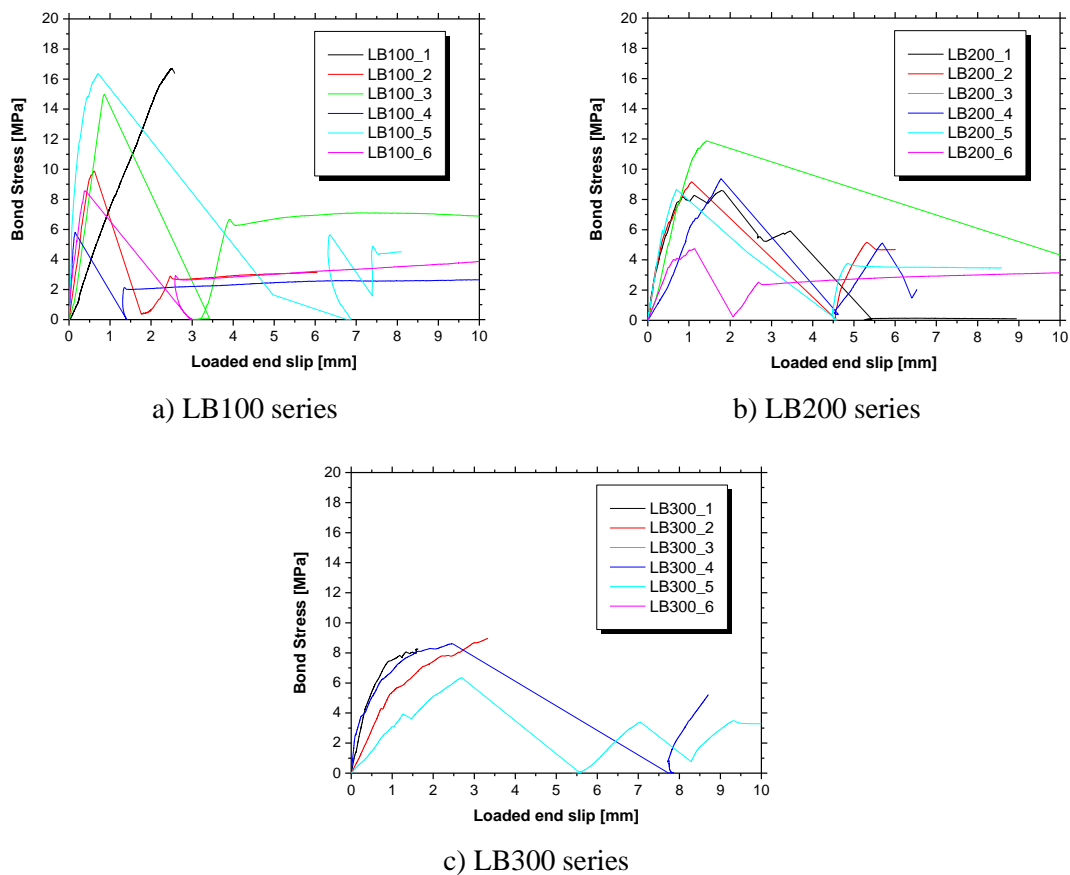 20
18
16
14
12
10
8
6
4
2
0
Bond Stress [MPa]
LB100_1
LB100_2
LB100_3
LB100_4
LB100_5
LB100_6
0 1 2 3 4 5 6 7 8 9 10
Loaded end slip [mm]
a) LB100 series
20
18
16
14
12
10
8
6
4
2
0
Bond Stress [MPa]
LB200_1
LB200_2
LB200_3
LB200_4
LB200_5
LB200_6
0 1 2 3 4 5 6 7 8 9 10
Loaded end slip [mm]
b) LB200 series
20
18
16
14
12
10
8
6
4
2
0
Bond Stress [MPa]
LB300_1
LB300_2
LB300_3
LB300_4
LB300_5
LB300_6
0 1 2 3 4 5 6 7 8 9 10
Loaded end slip [mm]
c) LB300 series